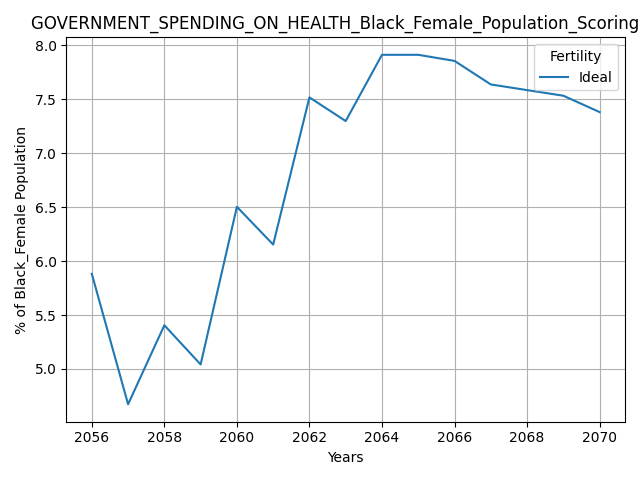 GOVERNMENT_SPENDING_ON_HEALTH_Black_Female_Population_Scoring
8.0
7.5
7.0
6.5
6.0
5.5
5.0
% of Black_Female Population
Fertility
Ideal
2056 2058 2060 2062 2064 2066 2068 2070
Years